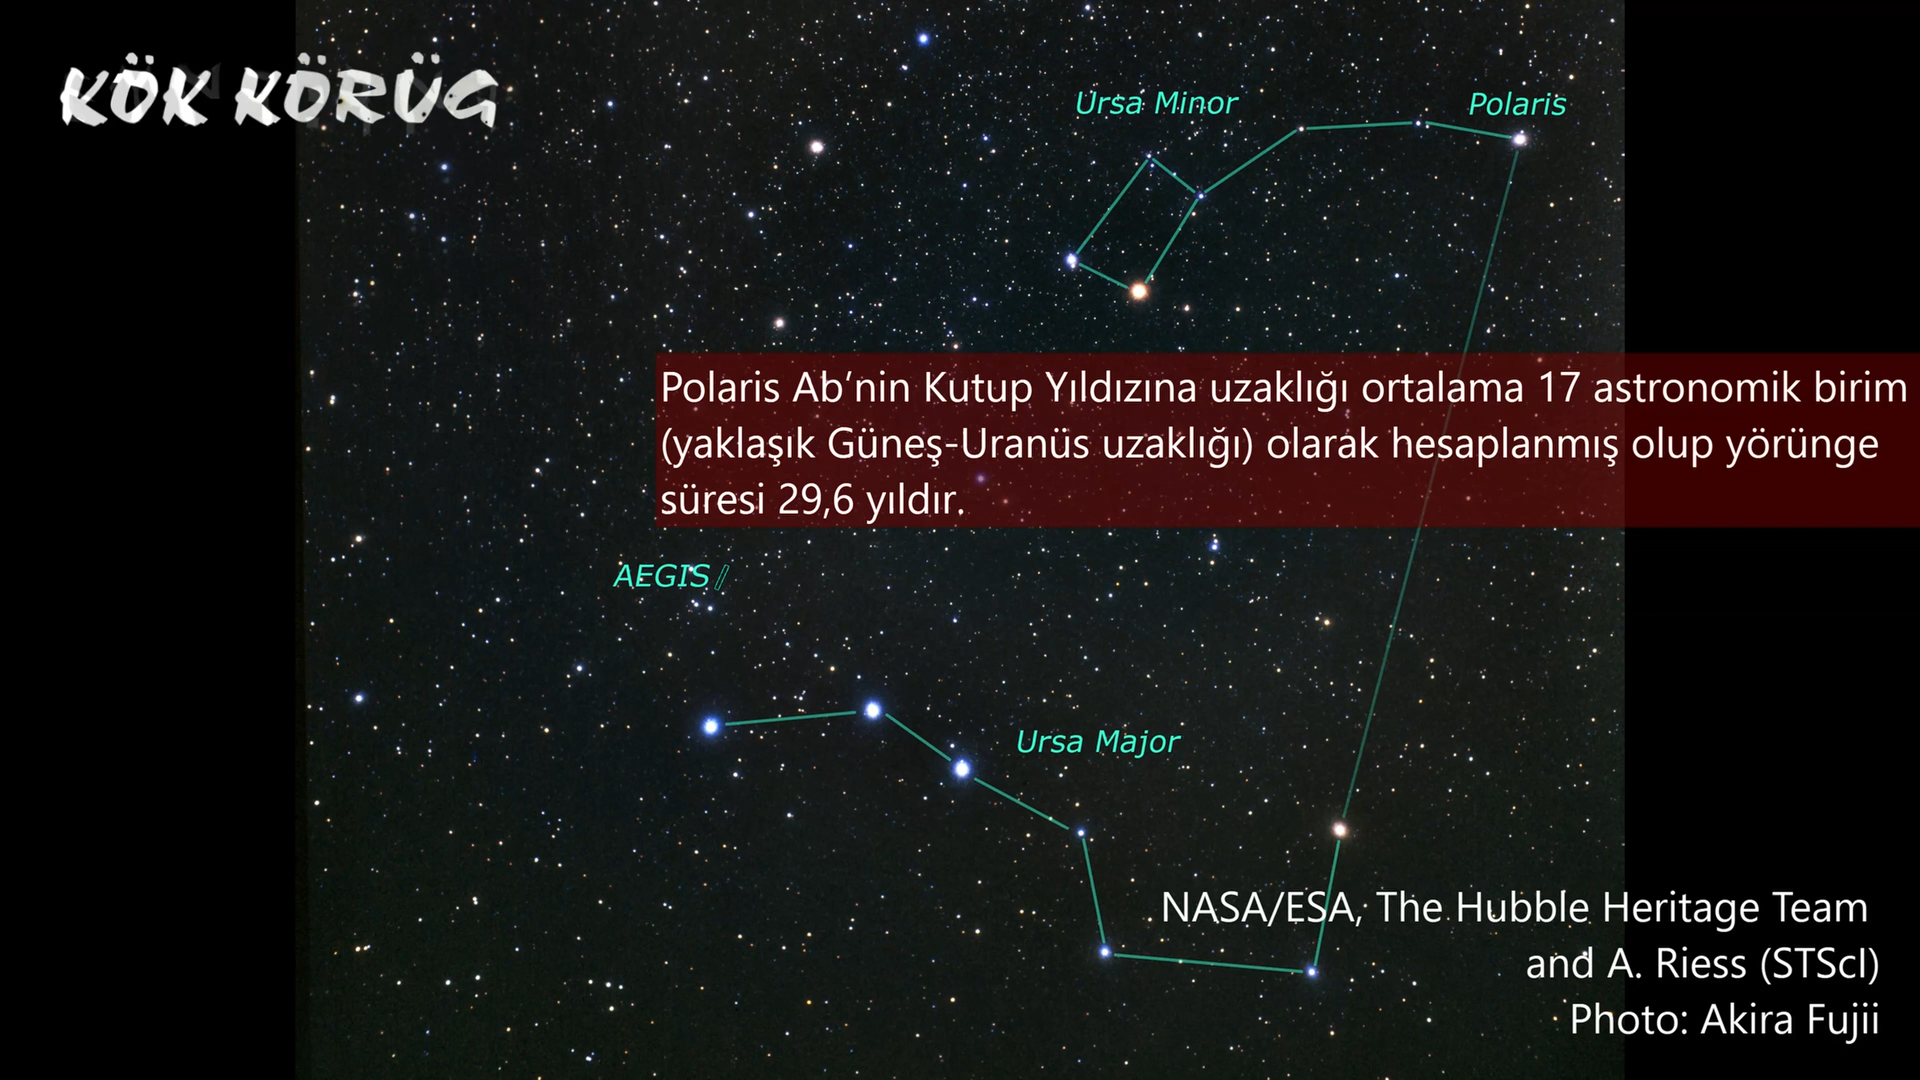 KÖK KÖRÜG
Ursa Minor
Polaris
Polaris Ab’nin Kutup Yıldızına uzaklığı ortalama 17 astronomik birim
(yaklaşık Güneş-Uranüs uzaklığı) olarak hesaplanmış olup yörünge
süresi 29,6 yıldır.
AEGIS
Ursa Major
NASA/ESA, The Hubble Heritage Team
and A. Riess (STScI)
Photo: Akira Fujii